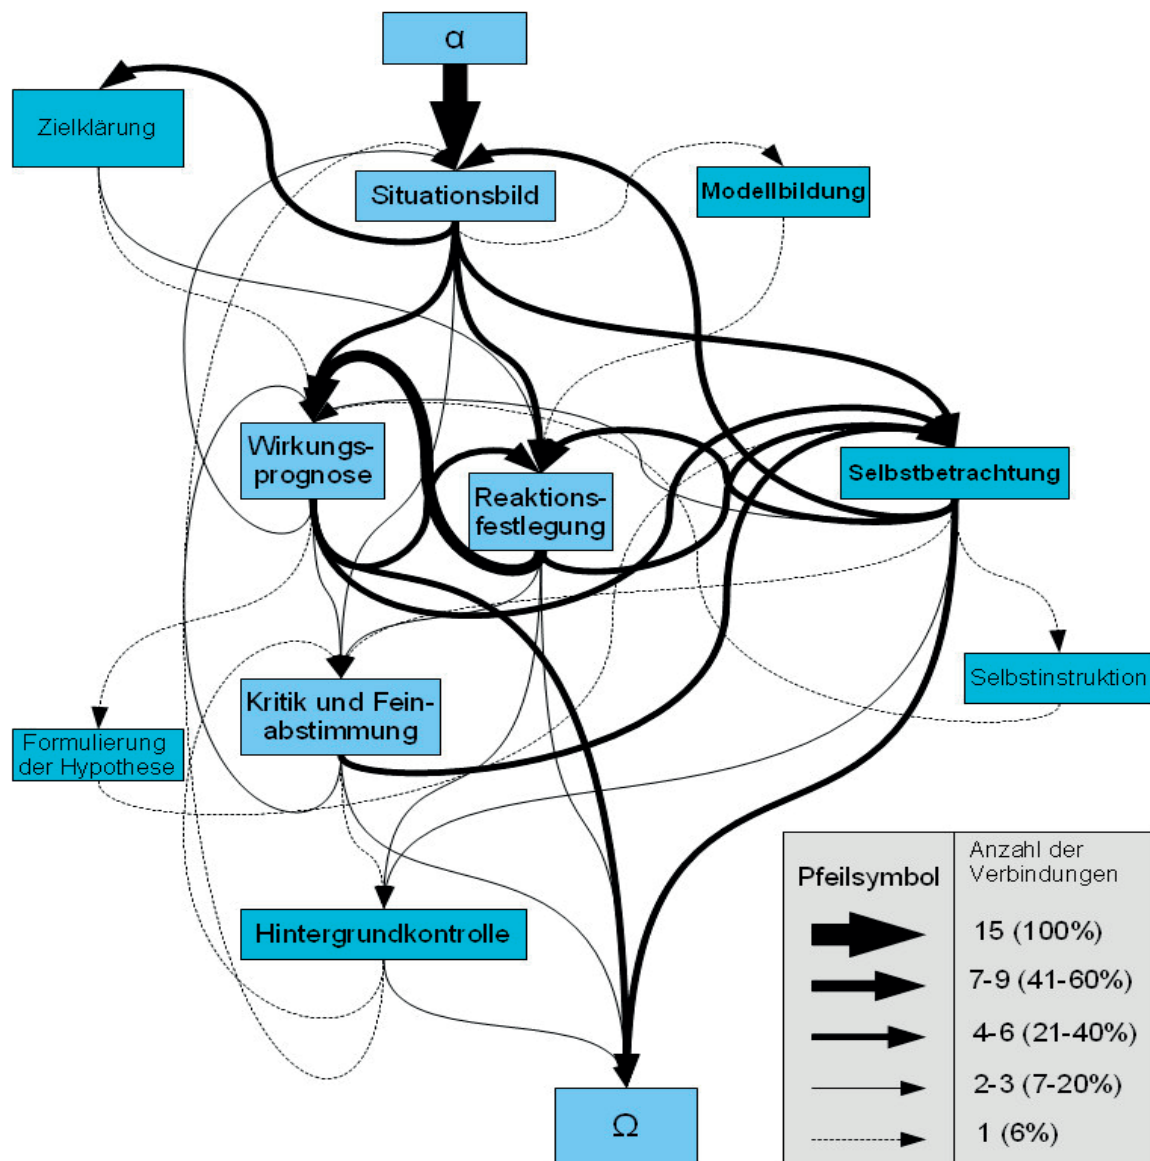 α
Zielklärung
Situationsbild
Modellbildung
Wirkungs-
prognose
Reaktions-
festlegung
Selbstbetrachtung
Kritik und Fein-
abstimmung
Selbstinstruktion
Formulierung
der Hypothese
Hintergrundkontrolle
Ω
Pfeilsymbol
Anzahl der
Verbindungen
15 (100%)
7-9 (41-60%)
4-6 (21-40%)
2-3 (7-20%)
1 (6%)